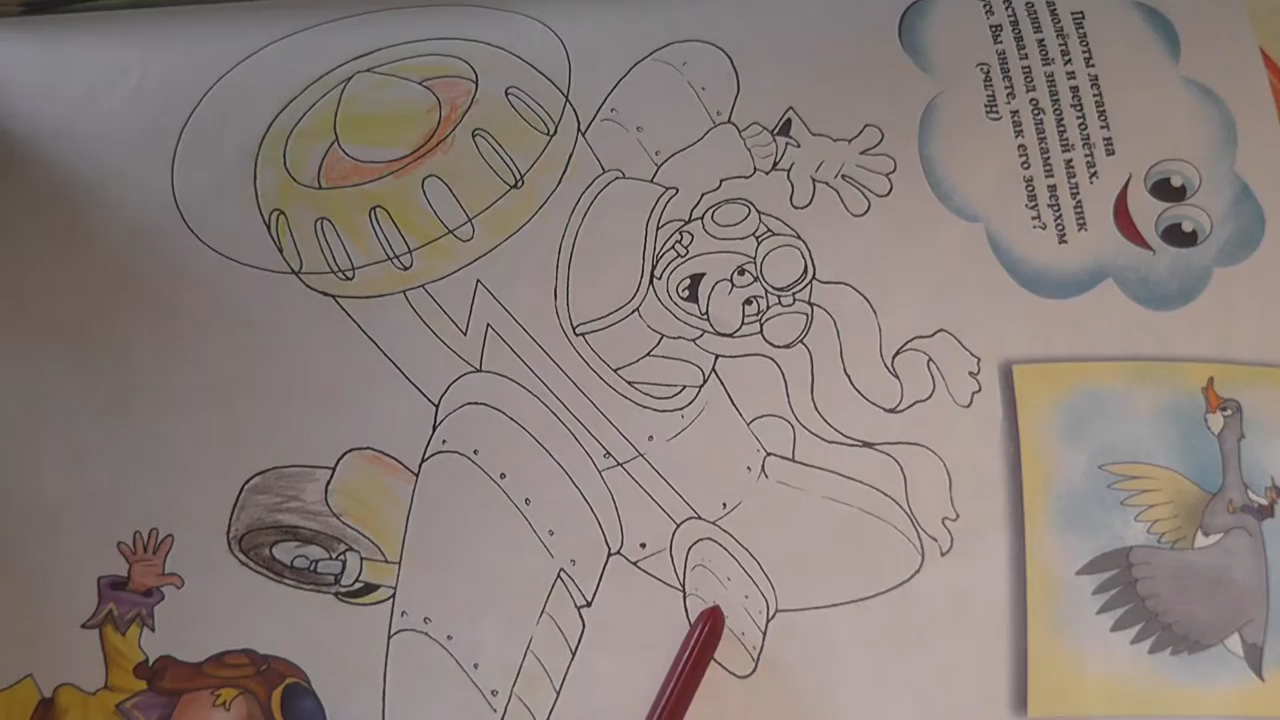 Пилоты летают на
амолётах и вертолётах.
один мой знакомый мальчик
ествовал под облаками верхом
усе. Вы знаете, как его зовут?
(Нильс)